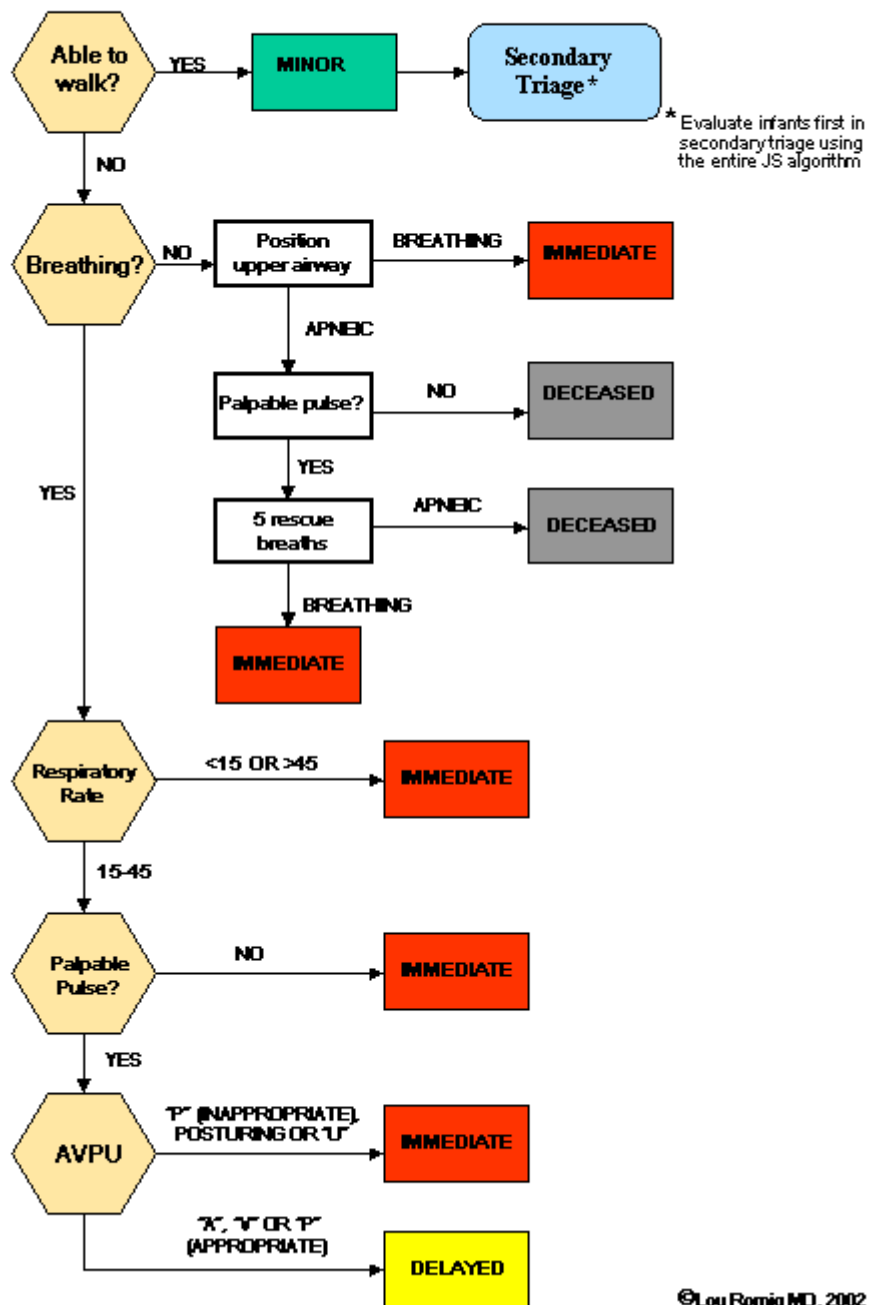 Able to
walk?
YES
MINOR
Secondary
Triage*
* Evaluate infants first in
secondary triage using
the entire JS algorithm
NO
Breathing?
NO
Position
upper airway
BREATHING
IMMEDIATE
APNEIC
Palpable pulse?
NO
DECEASED
YES
YES
5 rescue
breaths
APNEIC
DECEASED
BREATHING
IMMEDIATE
Respiratory
Rate
<15 OR >45
IMMEDIATE
15-45
Palpable
Pulse?
NO
IMMEDIATE
YES
AVPU
"P" (INAPPROPRIATE),
POSTURING OR "U"
IMMEDIATE
"A", "V" OR "P"
(APPROPRIATE)
DELAYED
©Lou Romig MD, 2002